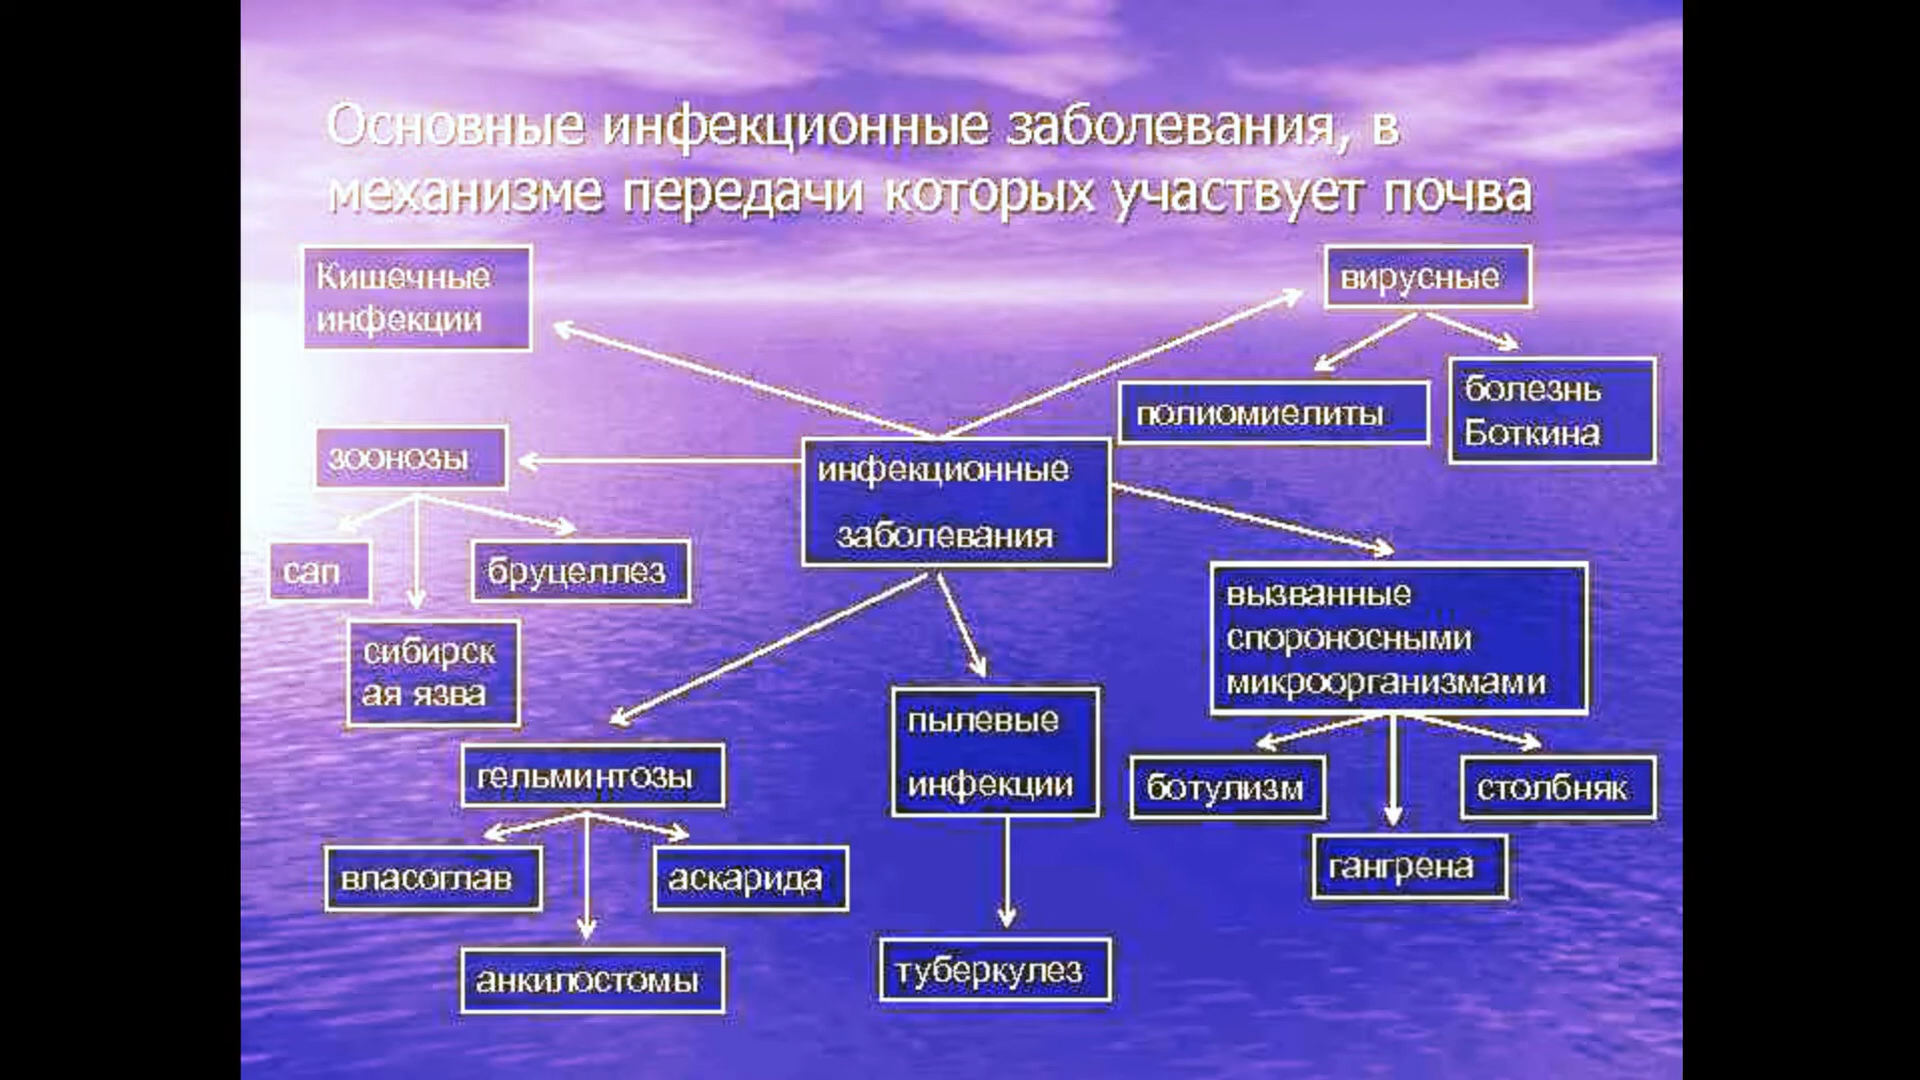 Основные инфекционные заболевания, в
механизме передачи которых участвует почва
Кишечные
инфекции
вирусные
полиомиелиты
болезнь
Боткина
зоонозы
инфекционные
заболевания
сап
бруцеллез
сибирск
ая язва
вызванные
спороносными
микроорганизмами
гельминтозы
пылевые
инфекции
ботулизм
столбняк
гангрена
власоглав
аскарида
анкилостомы
туберкулез